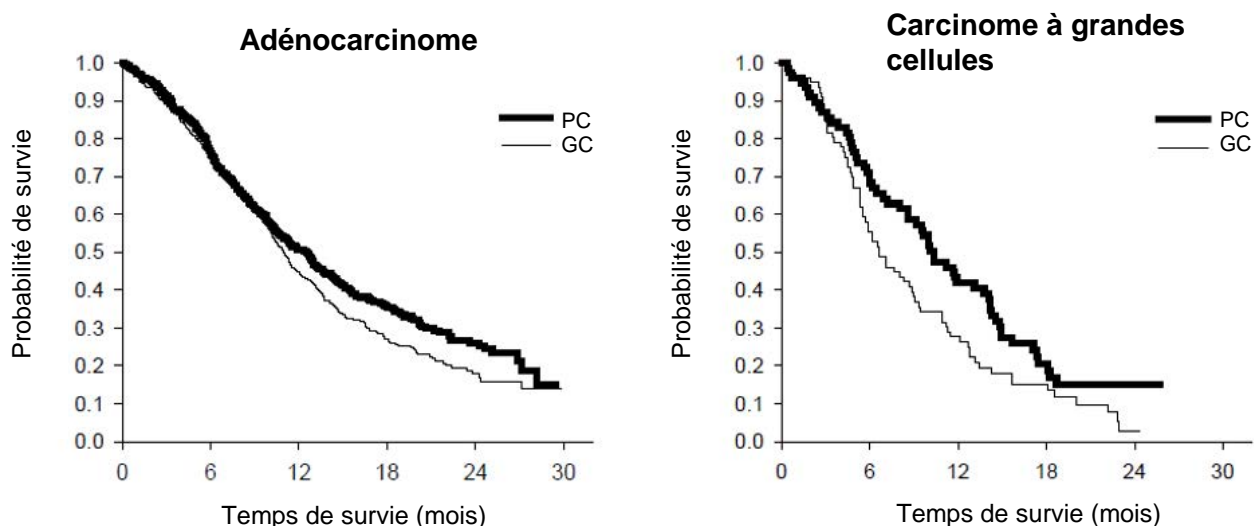 Adénocarcinome
Probabilité de survie
1.0
0.9
0.8
0.7
0.6
0.5
0.4
0.3
0.2
0.1
0.0
PC
GC
0 6 12 18 24 30
Temps de survie (mois)
Carcinome à grandes
cellules
Probabilité de survie
1.0
0.9
0.8
0.7
0.6
0.5
0.4
0.3
0.2
0.1
0.0
PC
GC
0 6 12 18 24 30
Temps de survie (mois)